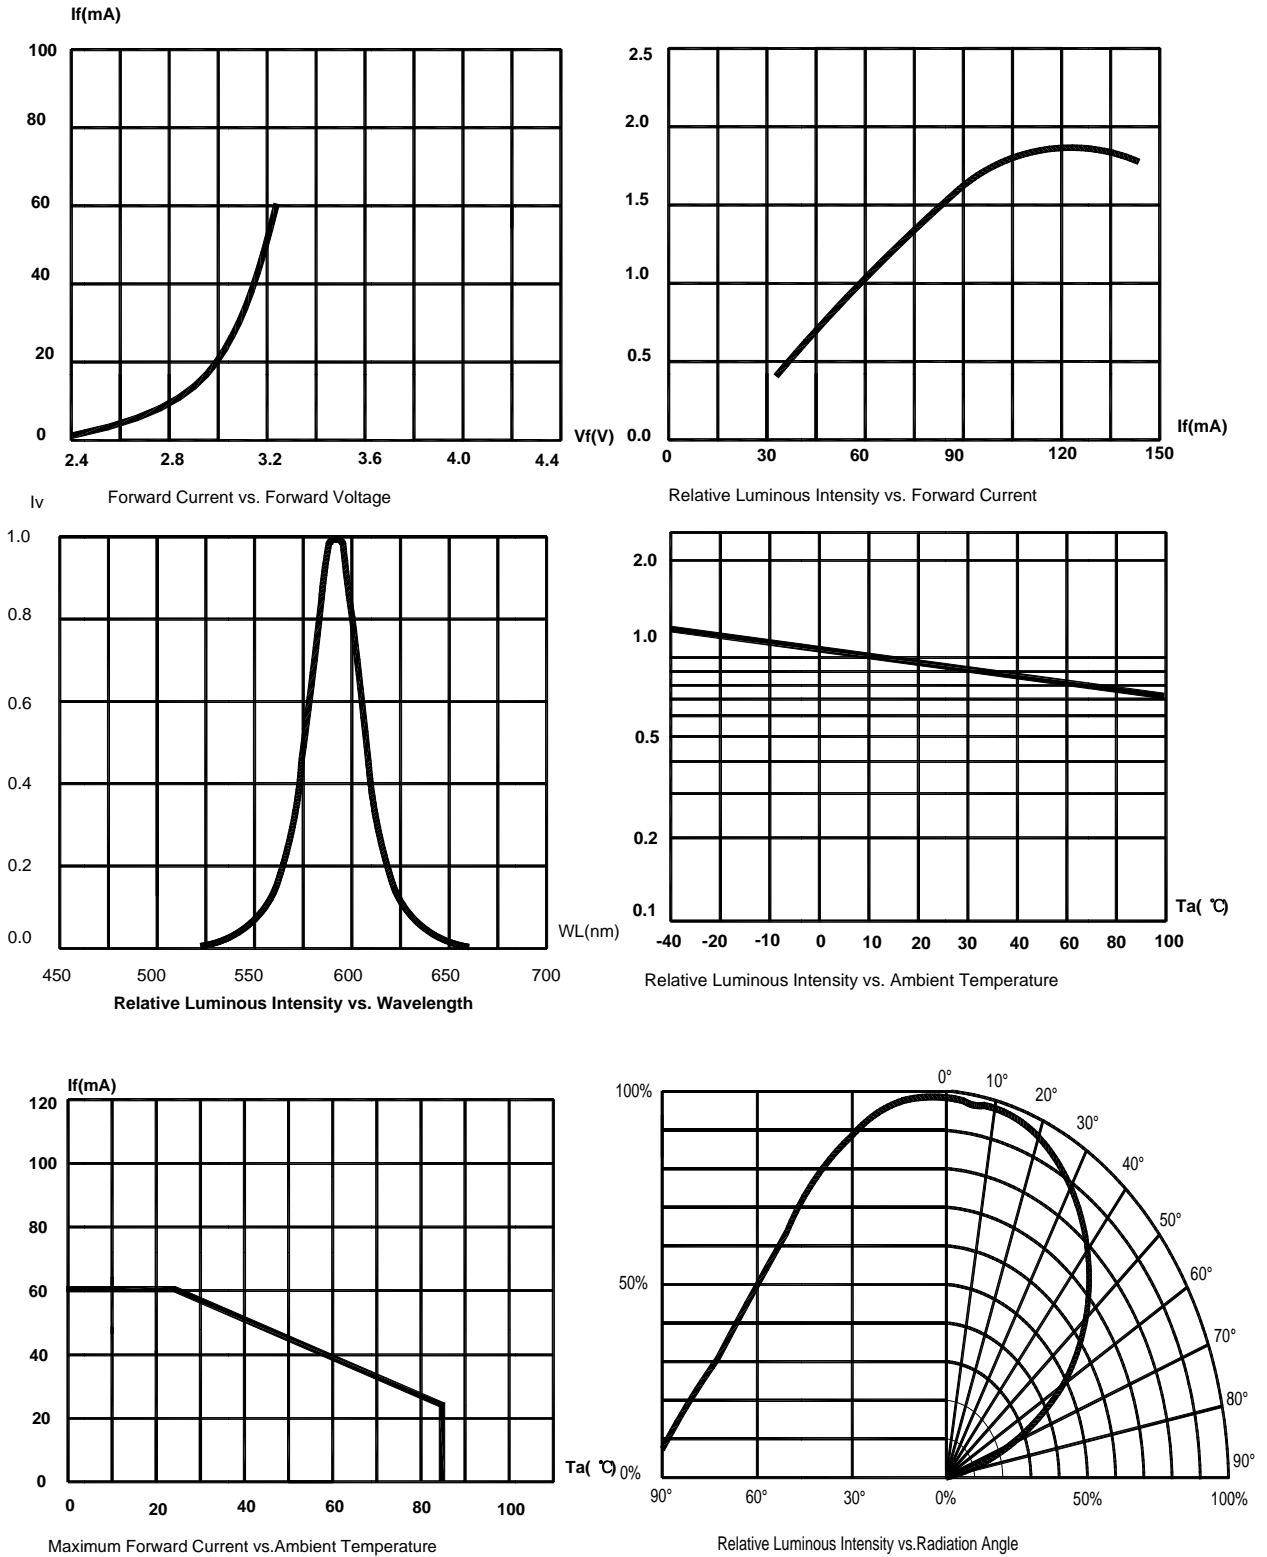 If(mA)
100
80
60
40
20
0
2.4 2.8 3.2 3.6 4.0 4.4
Vf(V)
Forward Current vs. Forward Voltage
2.5
2.0
1.5
1.0
0.5
0.0
0 30 60 90 120 150
If(mA)
Relative Luminous Intensity vs. Forward Current
Iv
1.0
0.8
0.6
0.4
0.2
0.0
450 500 550 600 650 700
WL(nm)
Relative Luminous Intensity vs. Wavelength
2.0
1.0
0.5
0.2
0.1
-40 -20 -10 0 10 20 30 40 60 80 100
Ta( ℃)
Relative Luminous Intensity vs. Ambient Temperature
If(mA)
120
100
80
60
40
20
0
0 20 40 60 80 100
Ta( ℃)
Maximum Forward Current vs.Ambient Temperature
100%
50%
0%
0° 10° 20° 30° 40° 50° 60° 70° 80° 90°
90° 60° 30° 0% 50% 100%
Relative Luminous Intensity vs.Radiation Angle